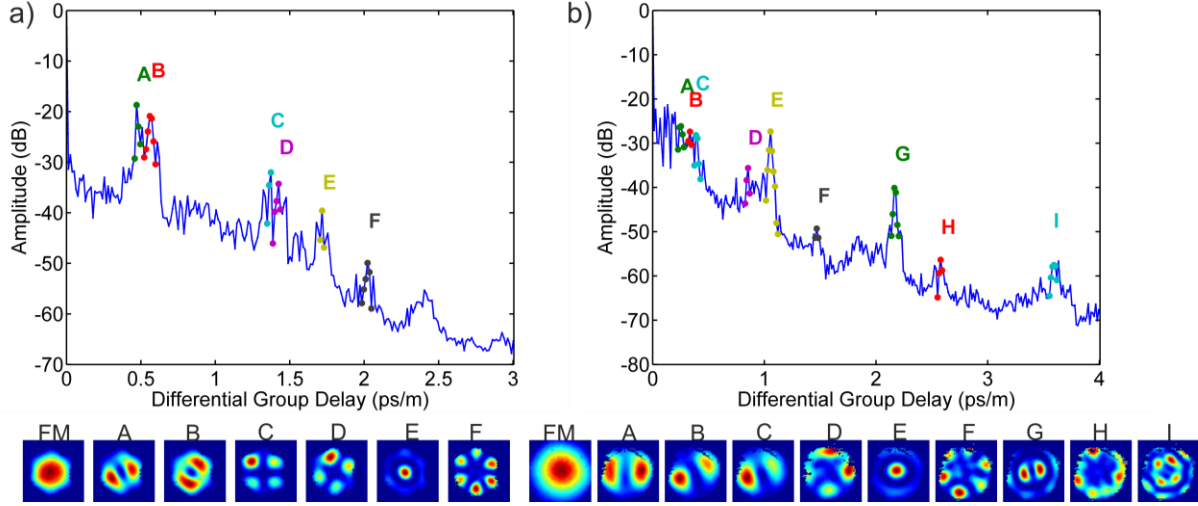 a)
0
-10
-20
-30
-40
-50
-60
-70
Amplitude (dB)
A
B
C
D
E
F
0
0.5
1
1.5
2
2.5
3
Differential Group Delay (ps/m)
b)
0
-10
-20
-30
-40
-50
-60
-70
-80
Amplitude (dB)
A
C
B
D
E
F
G
H
I
0
1
2
3
4
Differential Group Delay (ps/m)
FM A B C D E F
FM A B C D E F G H I